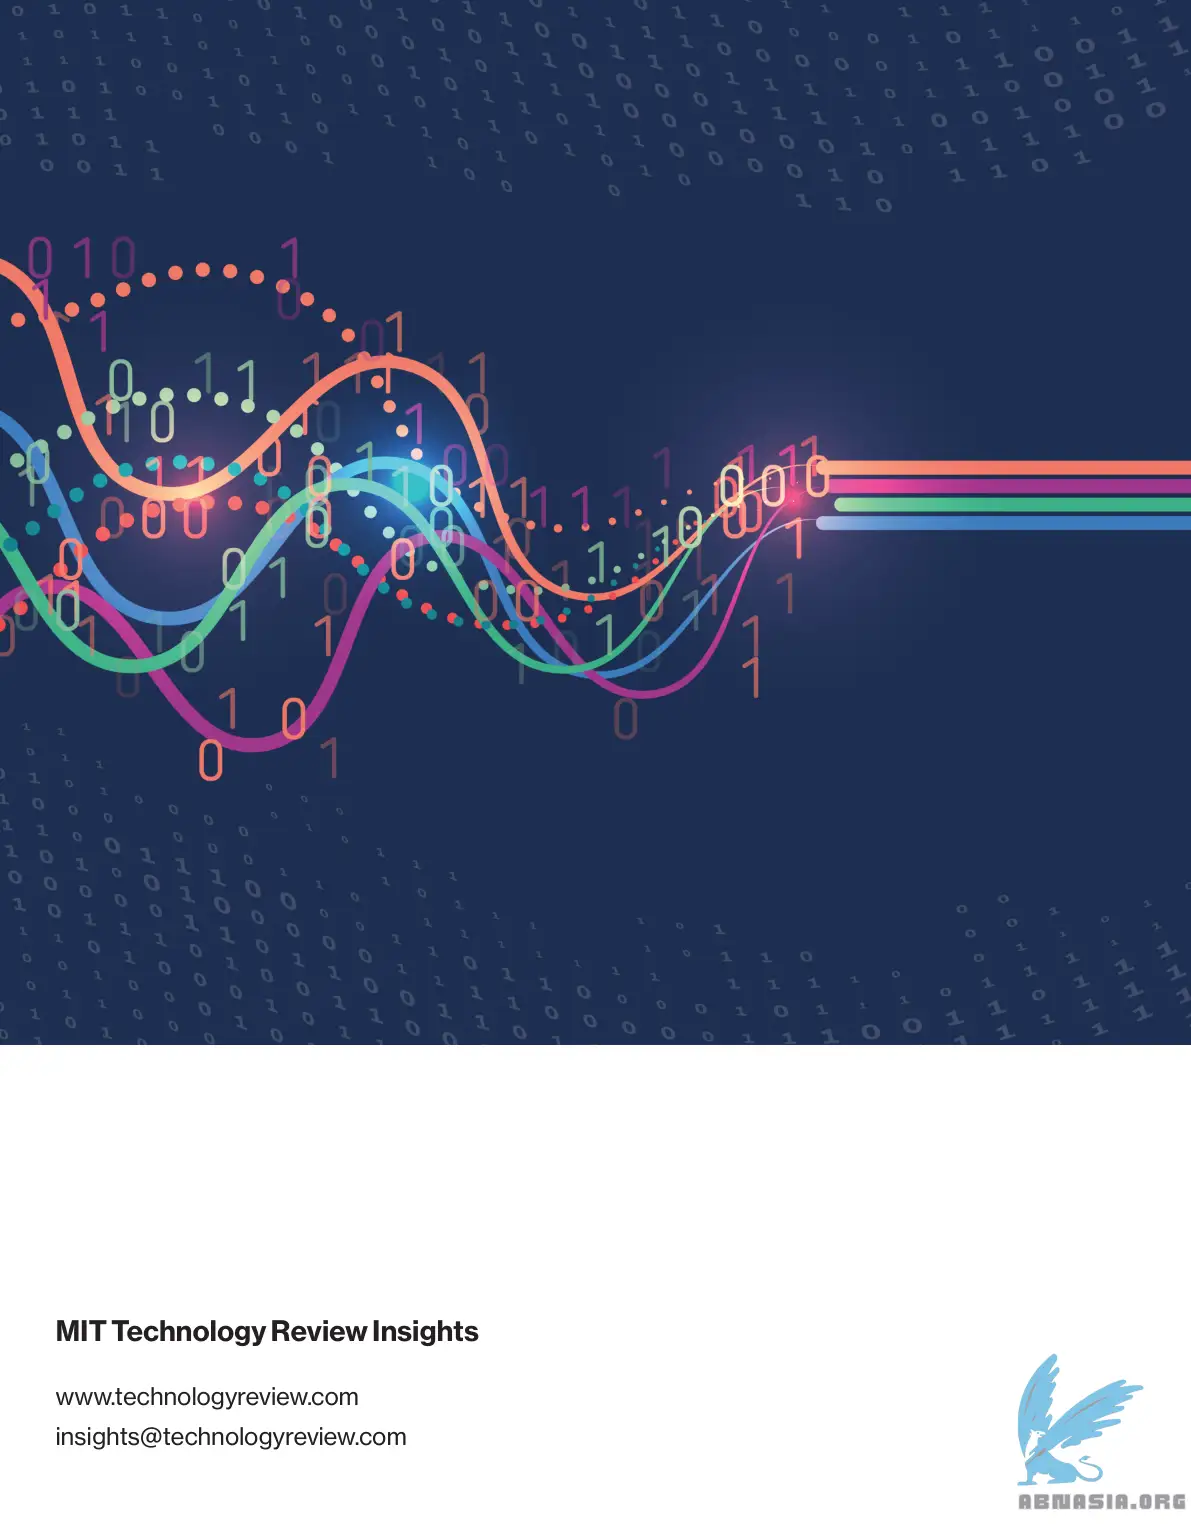 MIT Technology Review Insights
www.technologyreview.com
insights@technologyreview.com
ABNASIA.ORG